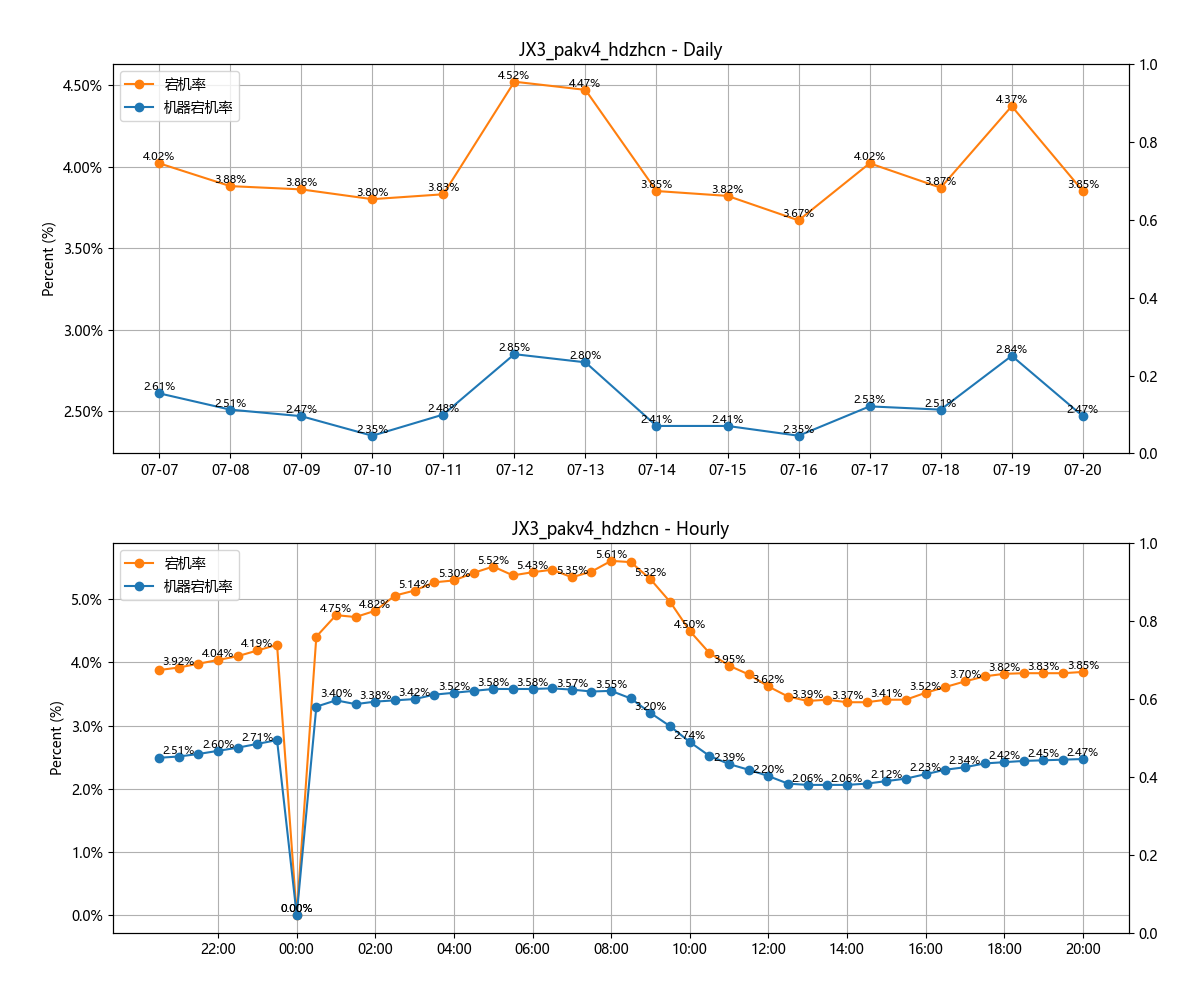 JX3_pakv4_hdzhcn - Daily
宕机率
机器宕机率
Percent (%)
4.50%
4.00%
3.50%
3.00%
2.50%
1.0
0.8
0.6
0.4
0.2
0.0
4.02% 3.88% 3.86% 3.80% 3.83% 4.52% 4.47% 3.85% 3.82% 3.67% 4.02% 3.87% 4.37% 3.85%
2.61% 2.51% 2.47% 2.35% 2.48% 2.85% 2.80% 2.41% 2.41% 2.35% 2.53% 2.51% 2.84% 2.47%
07-07 07-08 07-09 07-10 07-11 07-12 07-13 07-14 07-15 07-16 07-17 07-18 07-19 07-20
JX3_pakv4_hdzhcn - Hourly
宕机率
机器宕机率
Percent (%)
5.0%
4.0%
3.0%
2.0%
1.0%
0.0%
1.0
0.8
0.6
0.4
0.2
0.0
3.92% 4.04% 4.19% 0.00% 4.75% 4.82% 5.14% 5.30% 5.52% 5.43% 5.35% 5.61% 5.32% 4.50% 3.95% 3.62% 3.39% 3.37% 3.41% 3.52% 3.70% 3.82% 3.83% 3.85%
2.51% 2.60% 2.71% 0.00% 3.40% 3.38% 3.42% 3.52% 3.58% 3.58% 3.57% 3.55% 3.20% 2.74% 2.39% 2.20% 2.06% 2.06% 2.12% 2.23% 2.34% 2.42% 2.45% 2.47%
22:00 00:00 02:00 04:00 06:00 08:00 10:00 12:00 14:00 16:00 18:00 20:00